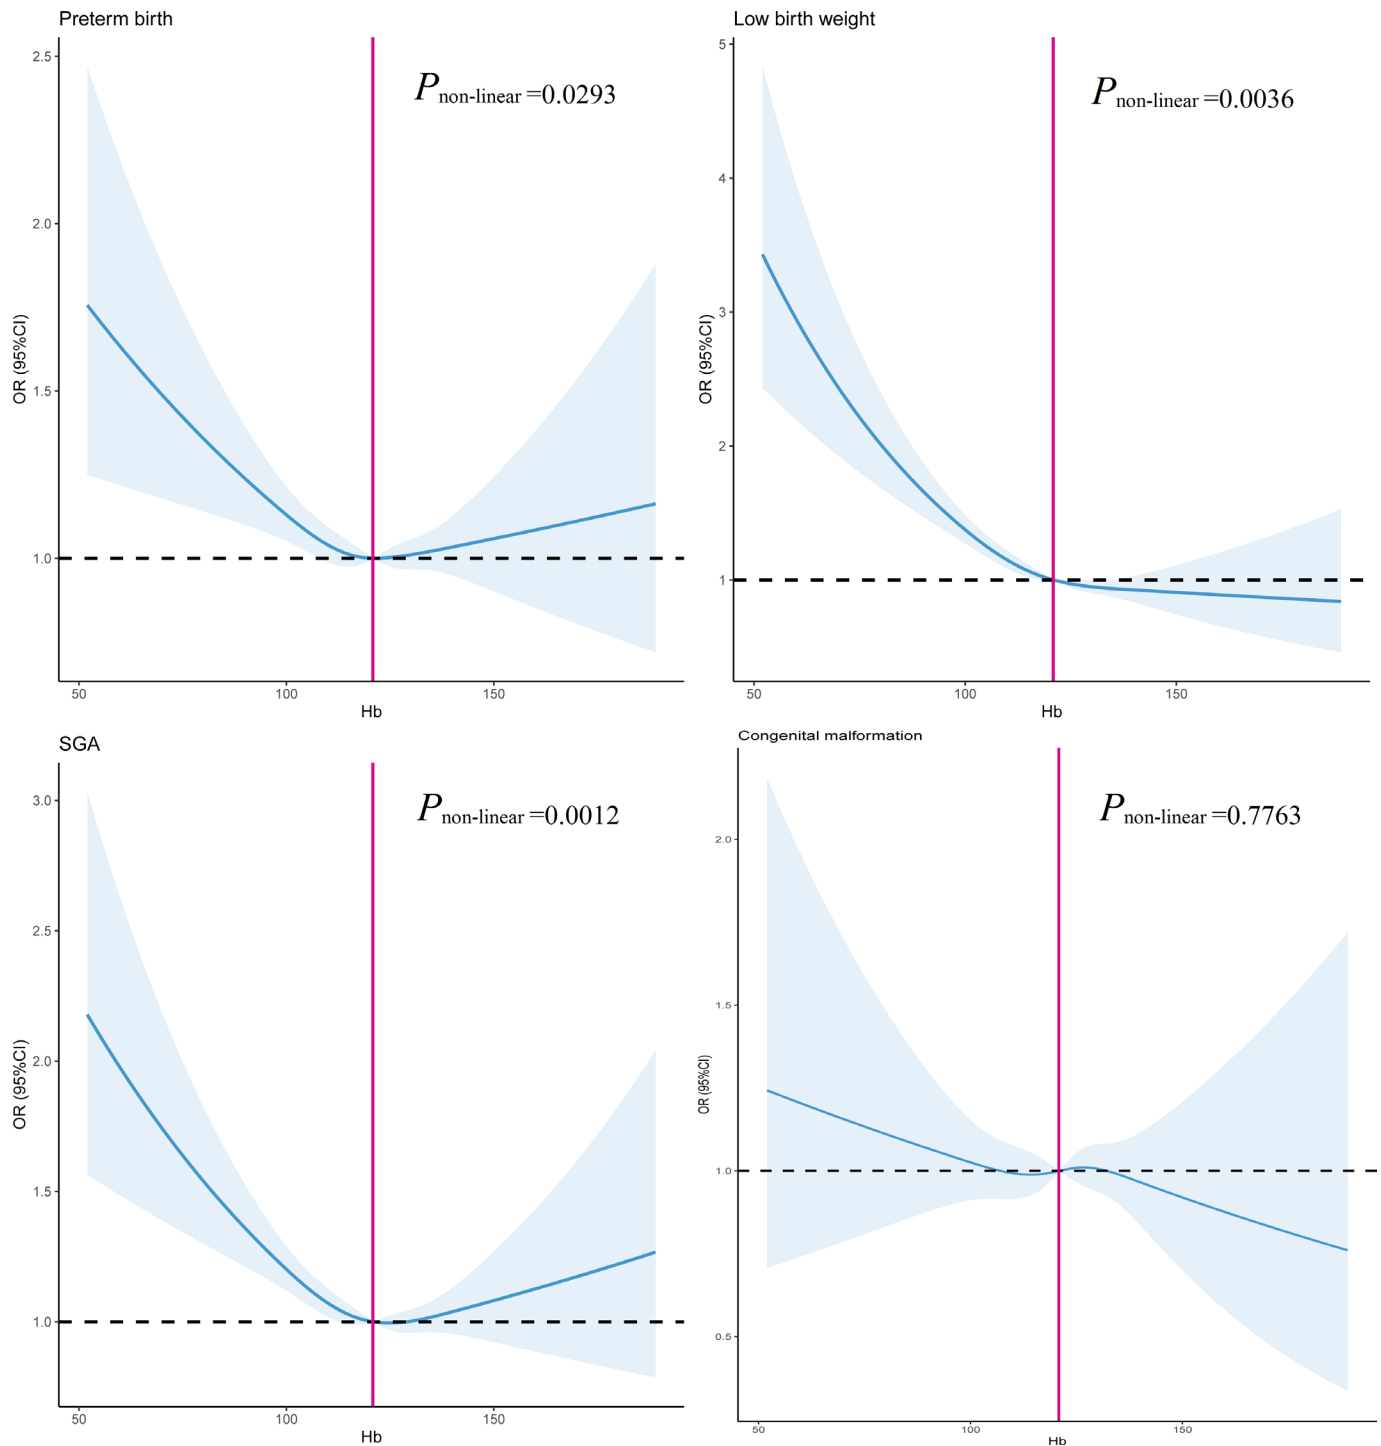 Preterm birth
P non-linear =0.0293
2.5
2.0
1.5
1.0
OR (95%CI)
50 100 150
Hb
Low birth weight
P non-linear =0.0036
5
4
3
2
1
OR (95%CI)
50 100 150
Hb
SGA
P non-linear =0.0012
3.0
2.5
2.0
1.5
1.0
OR (95%CI)
50 100 150
Hb
Congenital malformation
P non-linear =0.7763
2.0
1.5
1.0
0.5
OR (95%CI)
50 100 150
Hb